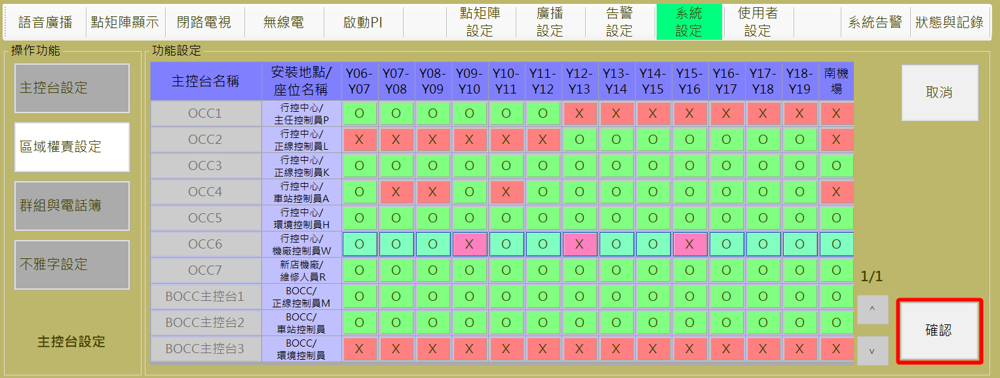 語音廣播 點矩陣顯示 閉路電視 無線電 啟動PI 點矩陣 廣播 告警 系統 使用者 系統告警 狀態與記錄
設定 設定 設定 設定 設定
操作功能
主控台設定
區域權責設定
群組與電話簿
不雅字設定
主控台設定
功能設定
主控台名稱 安裝地點/ Y06- Y07- Y08- Y09- Y10- Y11- Y12- Y13- Y14- Y15- Y16- Y17- Y18- 南機
座位名稱 Y07 Y08 Y09 Y10 Y11 Y12 Y13 Y14 Y15 Y16 Y17 Y18 Y19 場
OCC1 行控中心/ O O O O O O X X X X X X X X
主任控制員P
OCC2 行控中心/ X X X X X X O O O O O O O X
正線控制員L
OCC3 行控中心/ O O O O O O O O O O O O O O
正線控制員K
OCC4 行控中心/ O X X O X O O O O O O O O X
車站控制員A
OCC5 行控中心/ O O O O O O O O O O O O O O
環境控制員H
OCC6 行控中心/ O O O X O O X O O X O O O O
機廠控制員W
OCC7 新店機廠/ O O O O O O O O O O O O O O
維修人員R
BOCC主控台1 BOCC/ O O O O O O O O O O O O O O
正線控制員M
BOCC主控台2 BOCC/ O O O O O O O O O O O O O O
車站控制員
BOCC主控台3 BOCC/ X X X X X X X X X X X X X X
環境控制員
取消
1/1
^
v
確認